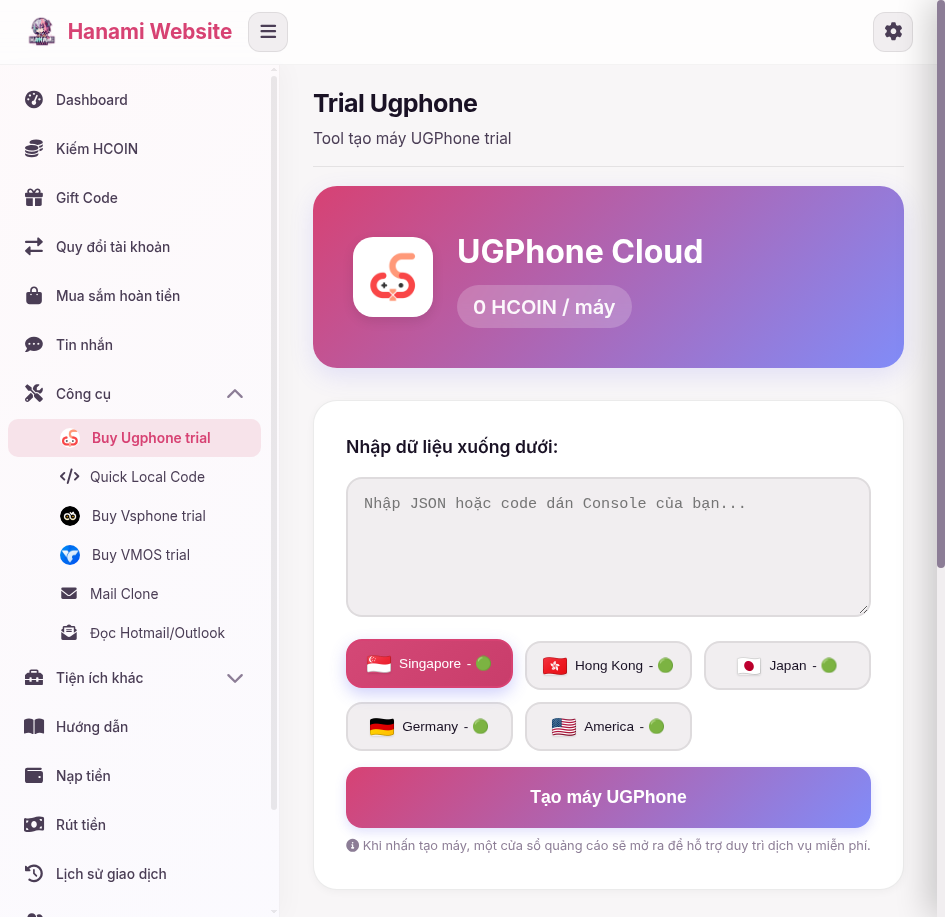 Hanami Website
Dashboard
Kiếm HCOIN
Gift Code
Quy đổi tài khoản
Mua sắm hoàn tiền
Tin nhắn
Công cụ
Buy Ugphone trial
Quick Local Code
Buy Vsphone trial
Buy VMOS trial
Mail Clone
Đọc Hotmail/Outlook
Tiện ích khác
Hướng dẫn
Nạp tiền
Rút tiền
Lịch sử giao dịch
Trial Ugphone
Tool tạo máy UGPhone trial
UGPhone Cloud
0 HCOIN / máy
Nhập dữ liệu xuống dưới:
Nhập JSON hoặc code dán Console của bạn...
Singapore -
Hong Kong -
Japan -
Germany -
America -
Tạo máy UGPhone
Khi nhấn tạo máy, một cửa sổ quảng cáo sẽ mở ra để hỗ trợ duy trì dịch vụ miễn phí.